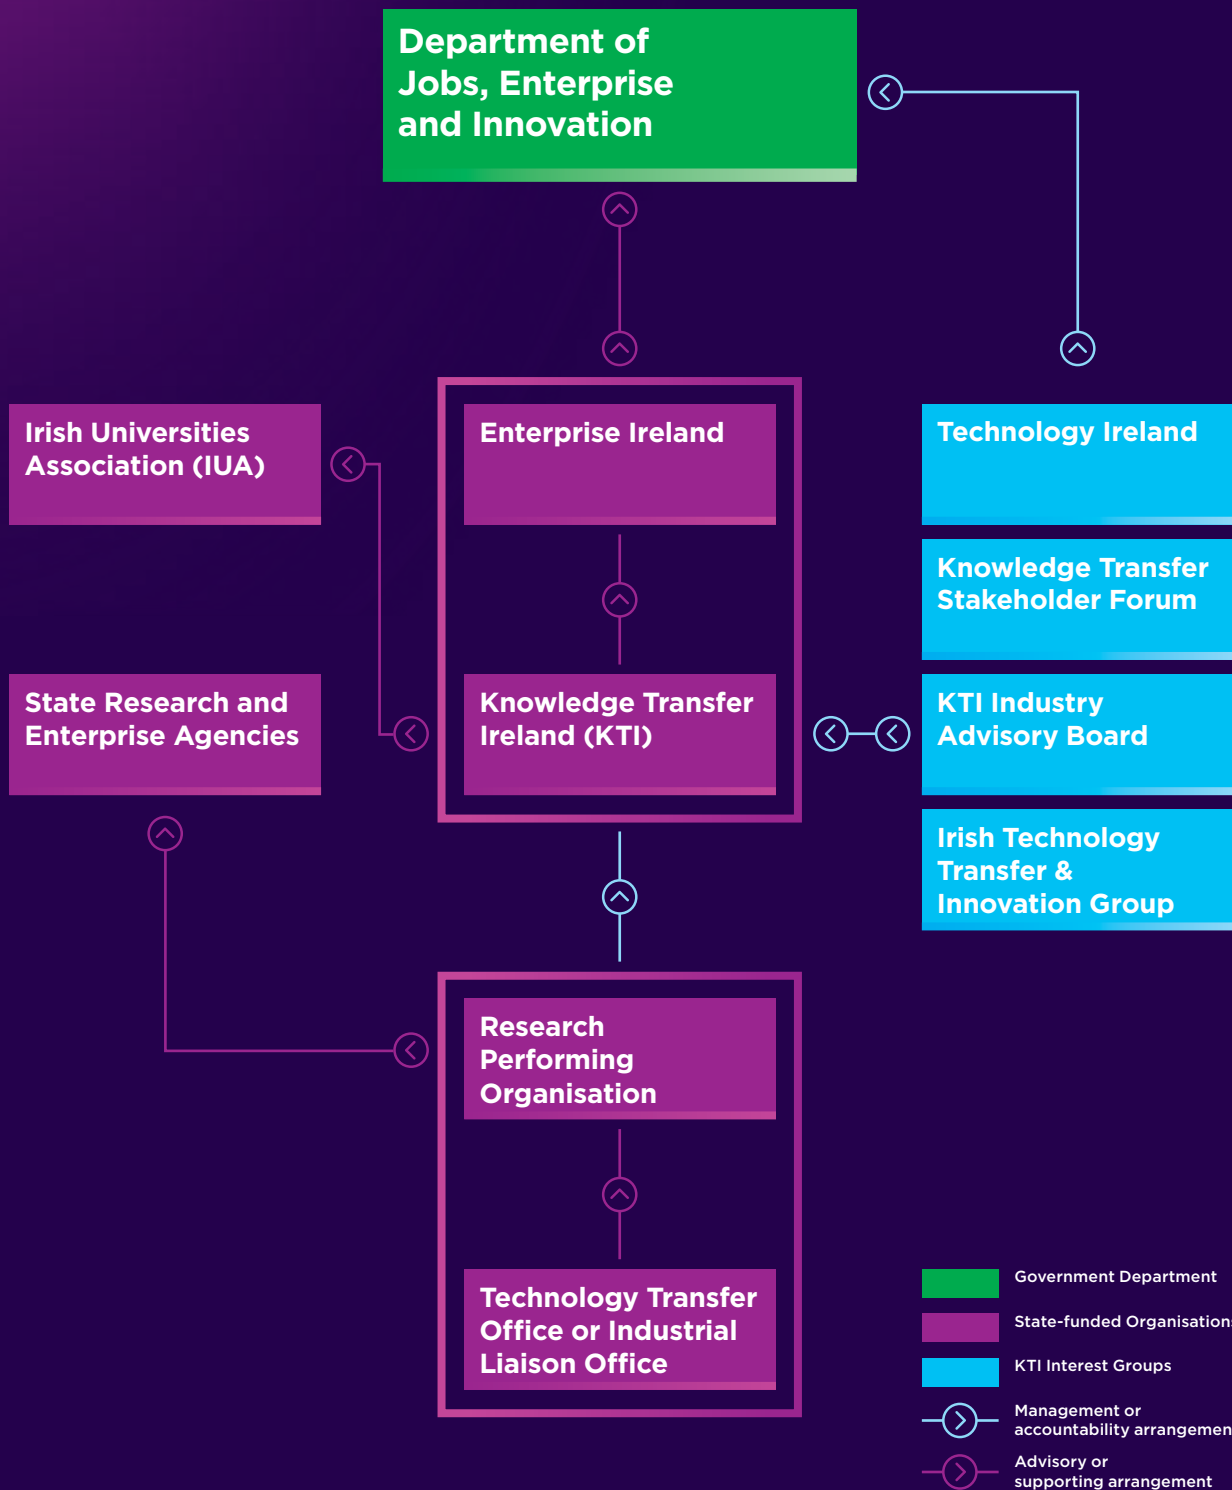 Department of
Jobs, Enterprise
and Innovation
Irish Universities
Association (IUA)
Enterprise Ireland
Technology Ireland
Knowledge Transfer
Stakeholder Forum
State Research and
Enterprise Agencies
Knowledge Transfer
Ireland (KTI)
KTI Industry
Advisory Board
Irish Technology
Transfer &
Innovation Group
Research
Performing
Organisation
Technology Transfer
Office or Industrial
Liaison Office
Government Department
State-funded Organisations
KTI Interest Groups
Management or
accountability arrangemen
Advisory or
supporting arrangement